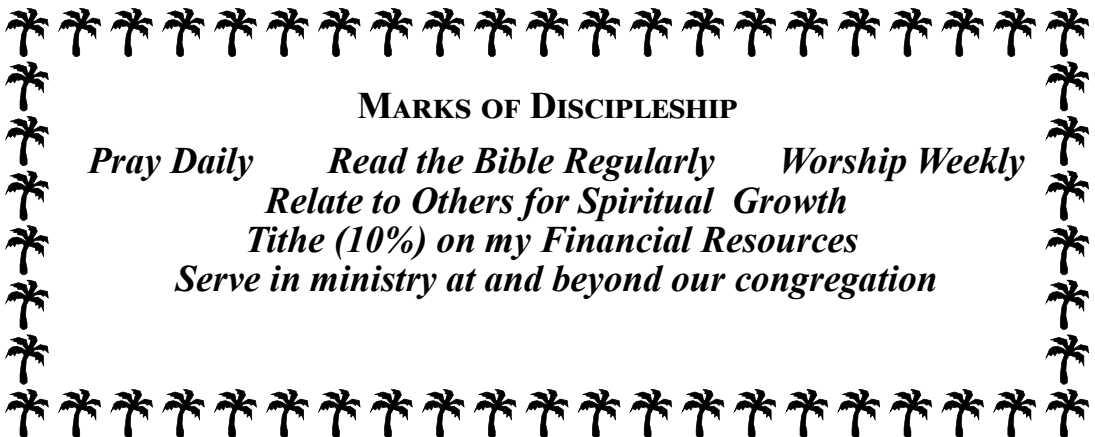 Marks of Discipleship
Pray Daily Read the Bible Regularly Worship Weekly
Relate to Others for Spiritual Growth
Tithe (10%) on my Financial Resources
Serve in ministry at and beyond our congregation